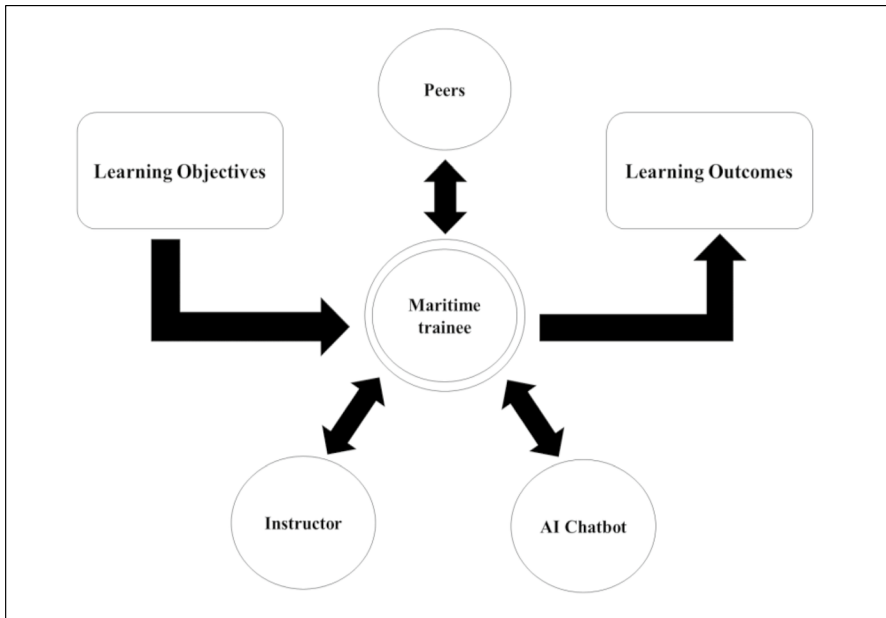 Peers
Learning Objectives
Learning Outcomes
Maritime
trainee
Instructor
AI Chatbot